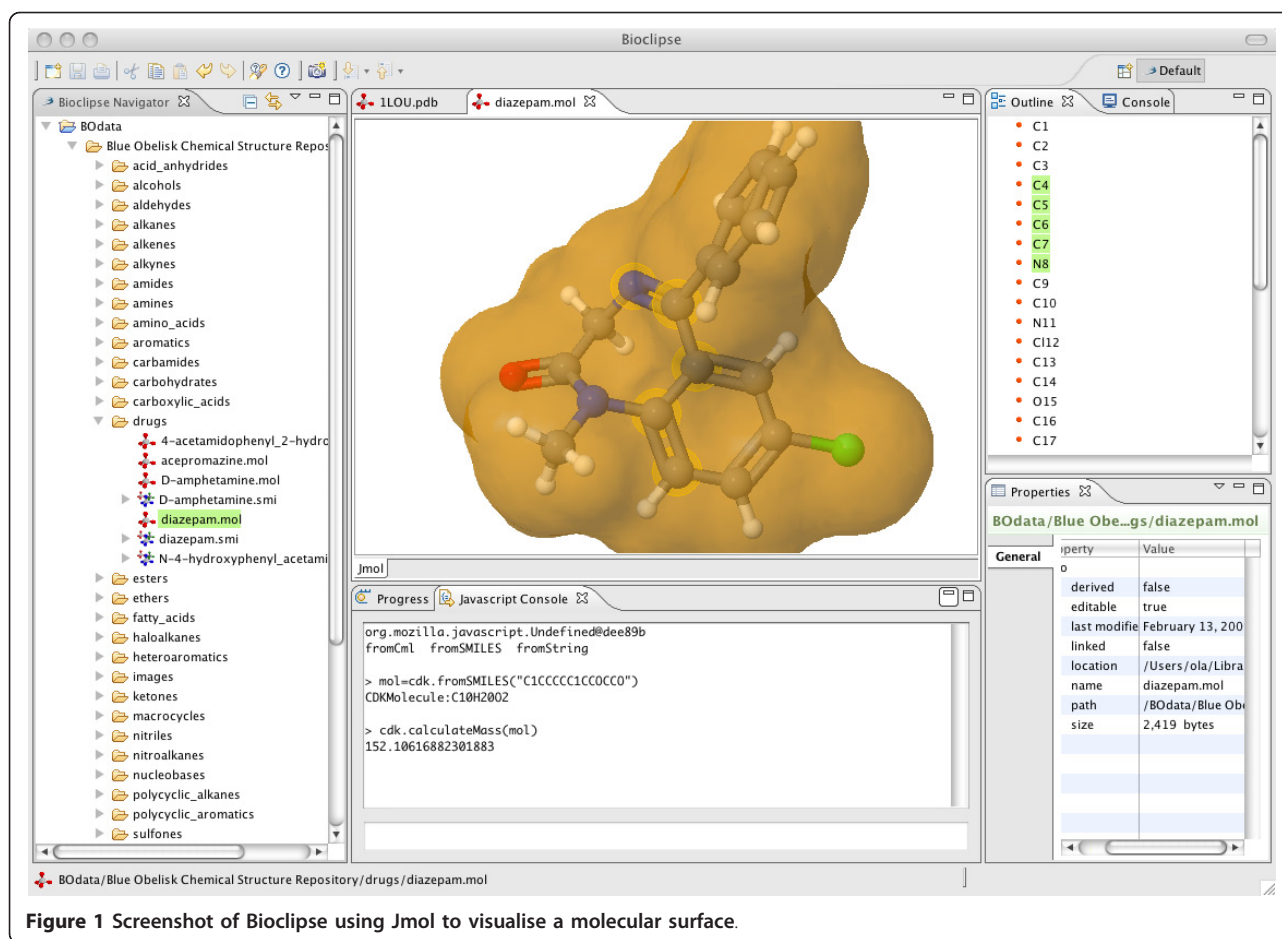 Bioclipse
Default
Bioclipse Navigator
BOdata
Blue Obelisk Chemical Structure Repos
acid_anhydrides
alcohols
aldehydes
alkanes
alkenes
alkynes
amides
amines
amino_acids
aromatics
carbamides
carbohydrates
carboxylic_acids
drugs
4-acetamidophenyl_2-hydro
acepromazine.mol
D-amphetamine.mol
D-amphetamine.smi
diazepam.mol
diazepam.smi
N-4-hydroxyphenyl_acetami
esters
ethers
fatty_acids
haloalkanes
heteroaromatics
images
ketones
macrocycles
nitriles
nitroalkanes
nucleobases
polycyclic_alkanes
polycyclic_aromatics
sulfones
1LOU.pdb diazepam.mol
Jmol
Progress Javascript Console
org.mozilla.javascript.Undefined@dee89b
fromCml fromSMILES fromString
> mol=cdk.fromSMILES("C1CCCCC1CCOCCO")
CDKMolecule:C10H20O2
> cdk.calculateMass(mol)
152.10616882301883
Outline Console
C1
C2
C3
C4
C5
C6
C7
N8
C9
C10
N11
Cl12
C13
C14
O15
C16
C17
Properties
BOdata/Blue Obe...gs/diazepam.mol
General
perty Value
o
derived false
editable true
last modifie February 13, 200
linked false
location /Users/ola/Libra
name diazepam.mol
path /BOdata/Blue Obe
size 2,419 bytes
BOdata/Blue Obelisk Chemical Structure Repository/drugs/diazepam.mol
Figure 1 Screenshot of Bioclipse using Jmol to visualise a molecular surface.